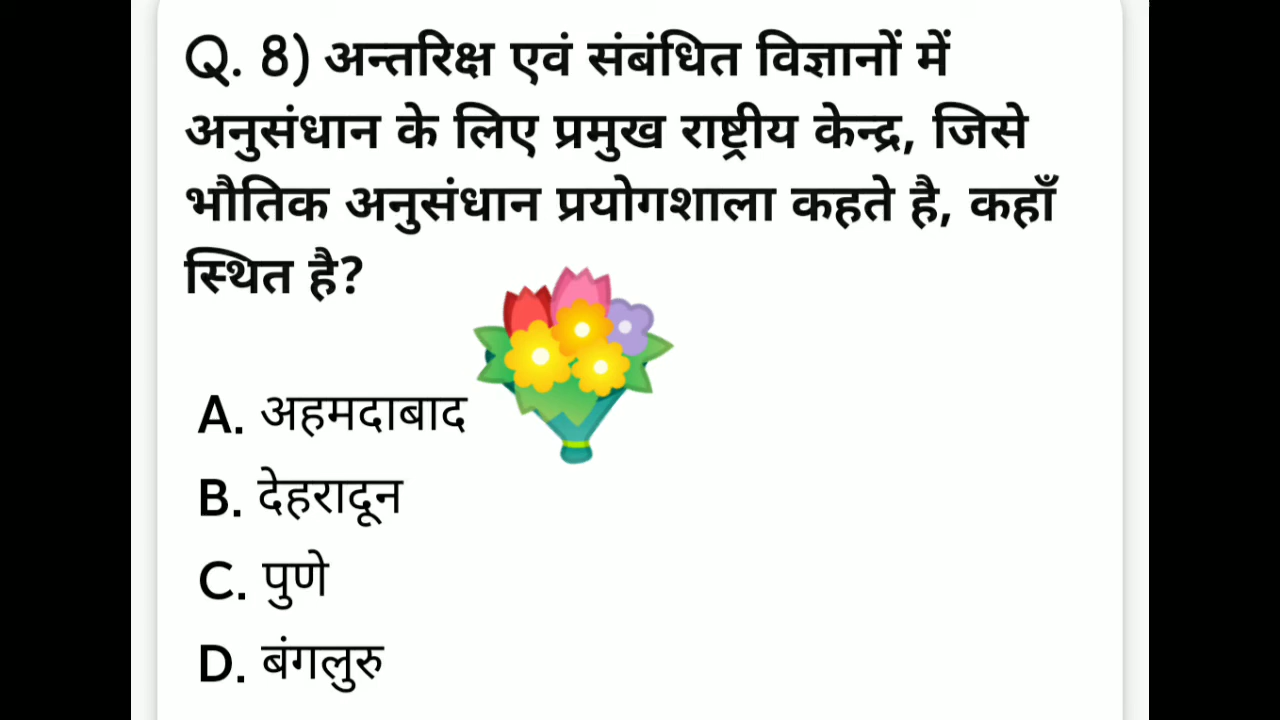 Q. 8) अन्तरिक्ष एवं संबंधित विज्ञानों में
अनुसंधान के लिए प्रमुख राष्ट्रीय केन्द्र, जिसे
भौतिक अनुसंधान प्रयोगशाला कहते है, कहाँ
स्थित है?
A. अहमदाबाद
B. देहरादून
C. पुणे
D. बंगलुरु